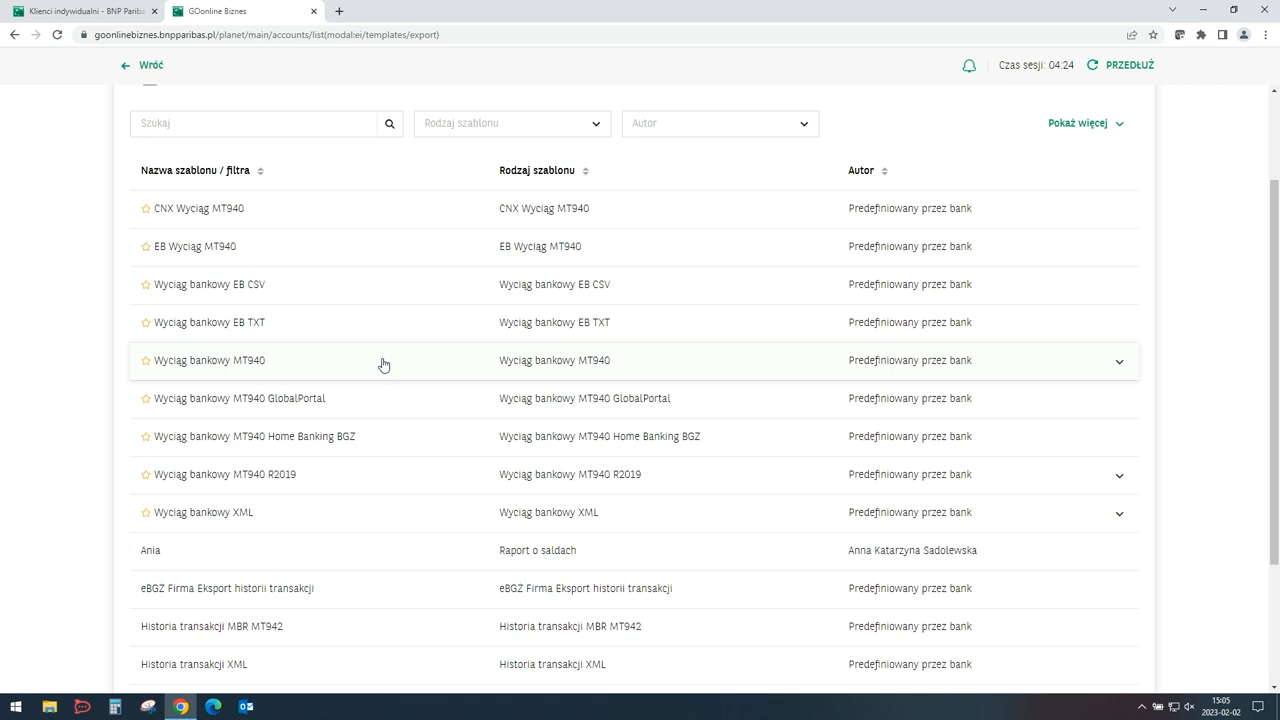 Klienci indywidualni - BNP Pariba
GOonline Biznes
goonlinebiznes.bnpparibas.pl/planet/main/accounts/list(modal:ei/templates/export)
Wróć
Czas sesji: 04:24
PRZEDŁUŻ
Szukaj
Rodzaj szablonu
Autor
Pokaż więcej
Nazwa szablonu / filtra Rodzaj szablonu Autor
CNX Wyciąg MT940 CNX Wyciąg MT940 Predefiniowany przez bank
EB Wyciąg MT940 EB Wyciąg MT940 Predefiniowany przez bank
Wyciąg bankowy EB CSV Wyciąg bankowy EB CSV Predefiniowany przez bank
Wyciąg bankowy EB TXT Wyciąg bankowy EB TXT Predefiniowany przez bank
Wyciąg bankowy MT940 Wyciąg bankowy MT940 Predefiniowany przez bank
Wyciąg bankowy MT940 GlobalPortal Wyciąg bankowy MT940 GlobalPortal Predefiniowany przez bank
Wyciąg bankowy MT940 Home Banking BGZ Wyciąg bankowy MT940 Home Banking BGZ Predefiniowany przez bank
Wyciąg bankowy MT940 R2019 Wyciąg bankowy MT940 R2019 Predefiniowany przez bank
Wyciąg bankowy XML Wyciąg bankowy XML Predefiniowany przez bank
Ania Raport o saldach Anna Katarzyna Sadolewska
eBGŻ Firma Eksport historii transakcji eBGŻ Firma Eksport historii transakcji Predefiniowany przez bank
Historia transakcji MBR MT942 Historia transakcji MBR MT942 Predefiniowany przez bank
Historia transakcji XML Historia transakcji XML Predefiniowany przez bank
15:05
2023-02-02